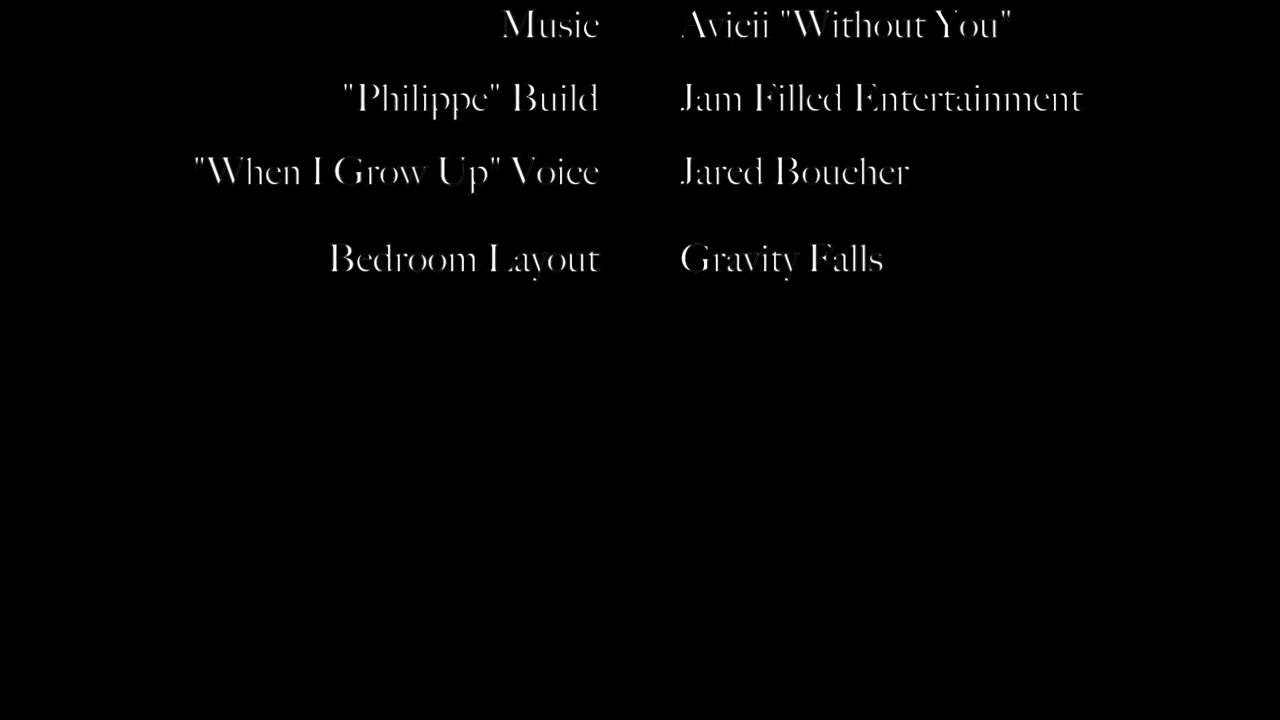 Music Avicii "Without You"
"Philippe" Build Jam Filled Entertainment
"When I Grow Up" Voice Jared Boucher
Bedroom Layout Gravity Falls